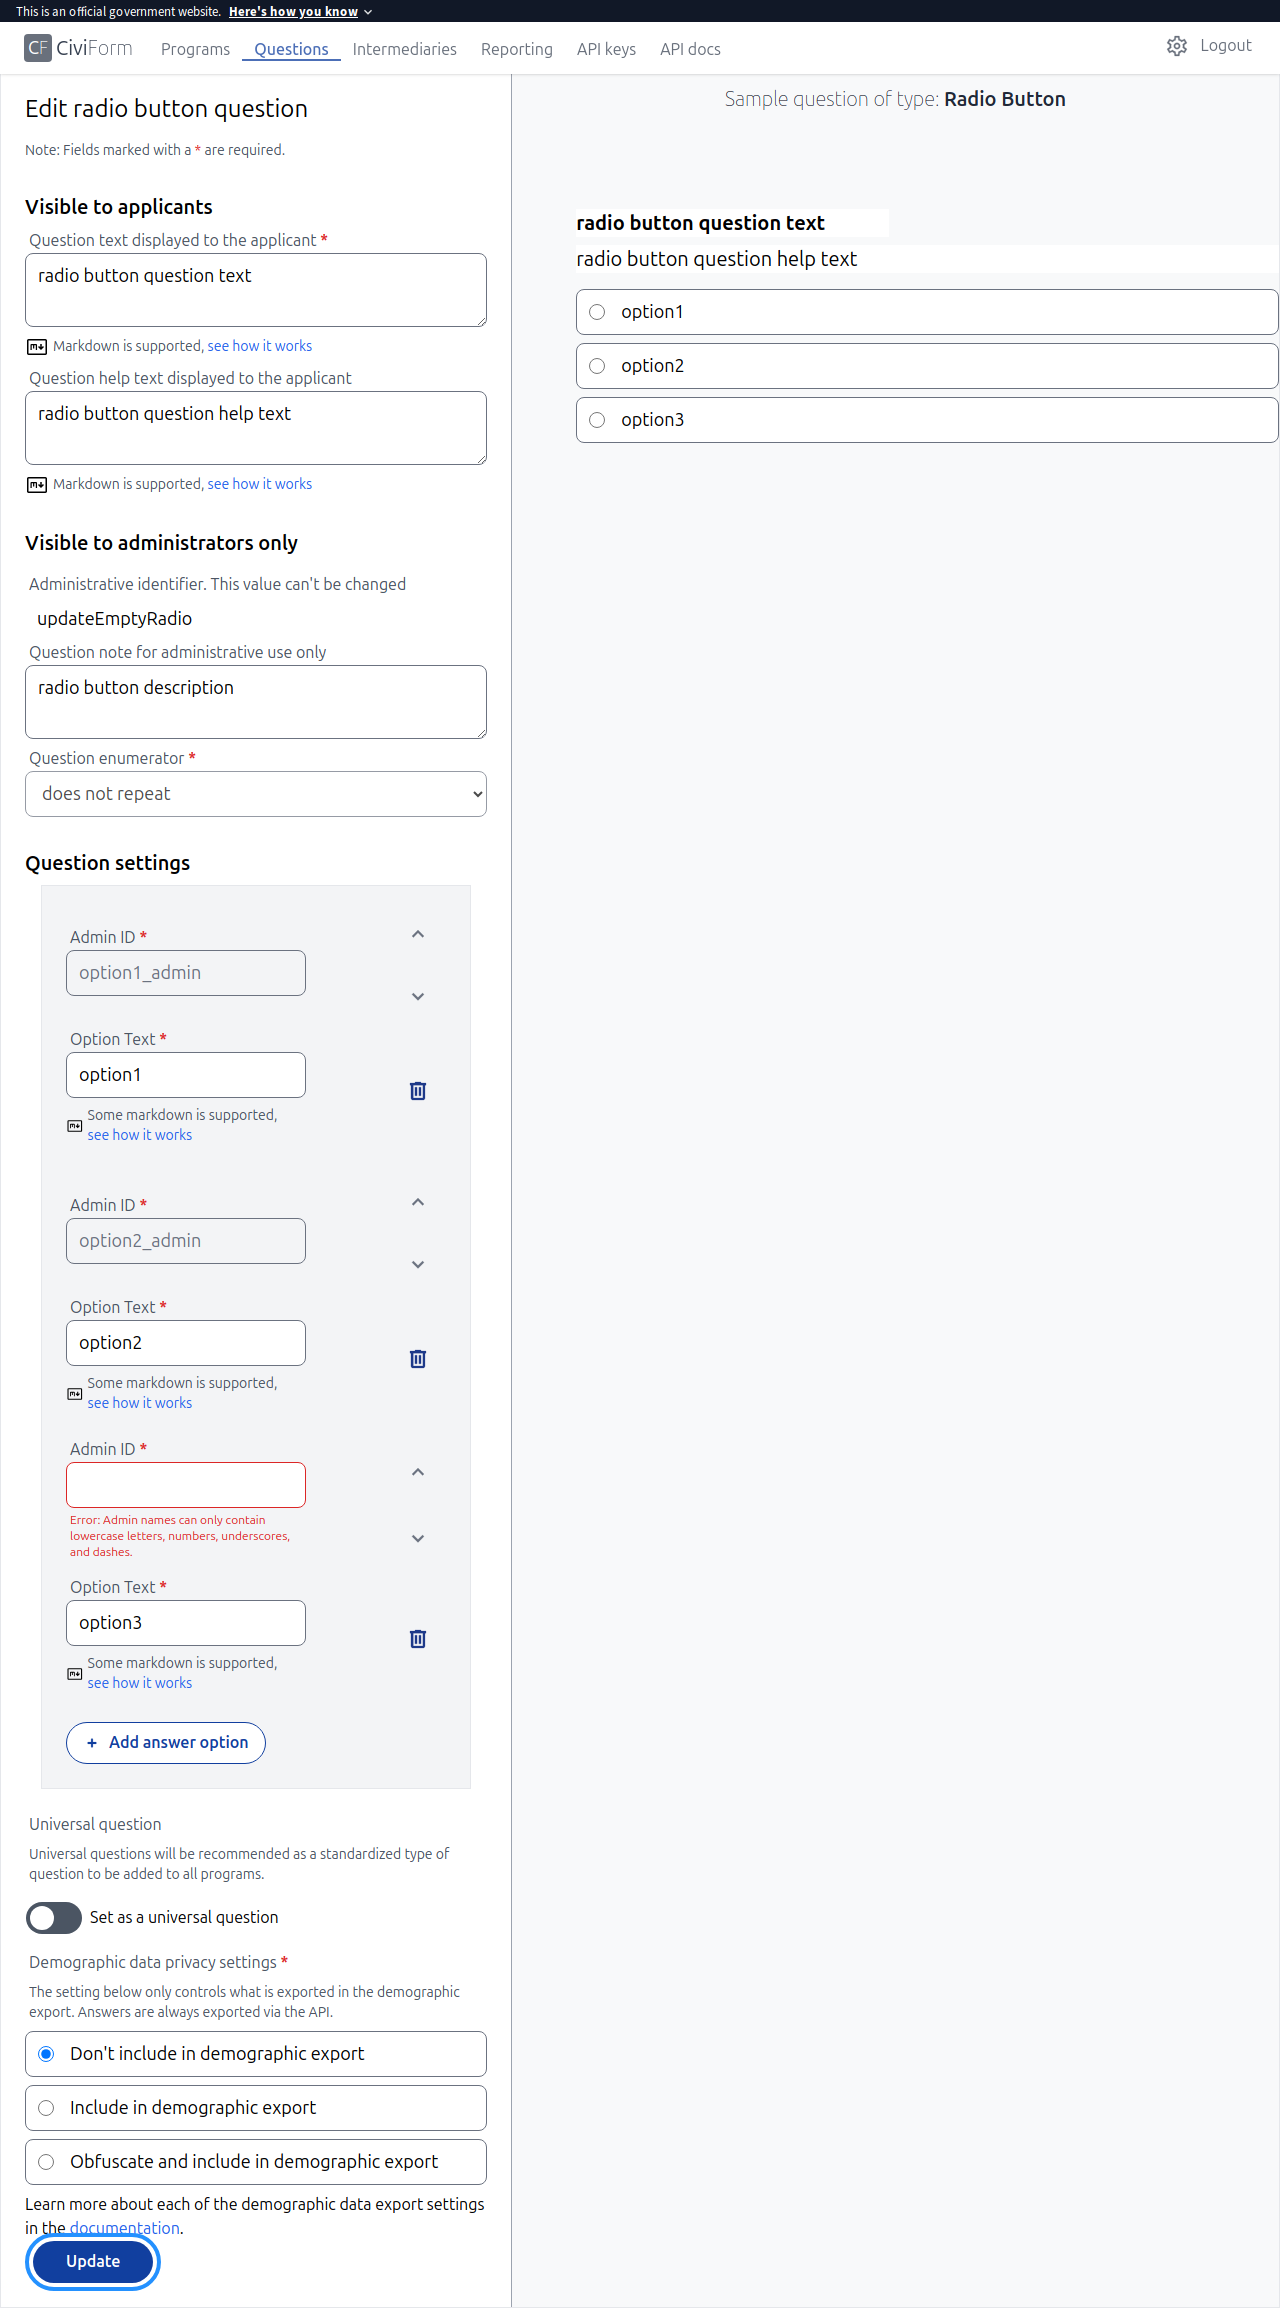 This is an official government website. Here's how you know
CF CiviForm Programs Questions Intermediaries Reporting API keys API docs Logout
Edit radio button question
Note: Fields marked with a * are required.
Visible to applicants
Question text displayed to the applicant *
radio button question text
Markdown is supported, see how it works
Question help text displayed to the applicant
radio button question help text
Markdown is supported, see how it works
Visible to administrators only
Administrative identifier. This value can't be changed
updateEmptyRadio
Question note for administrative use only
radio button description
Question enumerator *
does not repeat
Question settings
Admin ID *
option1_admin
Option Text *
option1
Some markdown is supported,
see how it works
Admin ID *
option2_admin
Option Text *
option2
Some markdown is supported,
see how it works
Admin ID *
Error: Admin names can only contain
lowercase letters, numbers, underscores,
and dashes.
Option Text *
option3
Some markdown is supported,
see how it works
+ Add answer option
Universal question
Universal questions will be recommended as a standardized type of
question to be added to all programs.
Set as a universal question
Demographic data privacy settings *
The setting below only controls what is exported in the demographic
export. Answers are always exported via the API.
Don't include in demographic export
Include in demographic export
Obfuscate and include in demographic export
Learn more about each of the demographic data export settings
in the documentation.
Update
Sample question of type: Radio Button
radio button question text
radio button question help text
option1
option2
option3